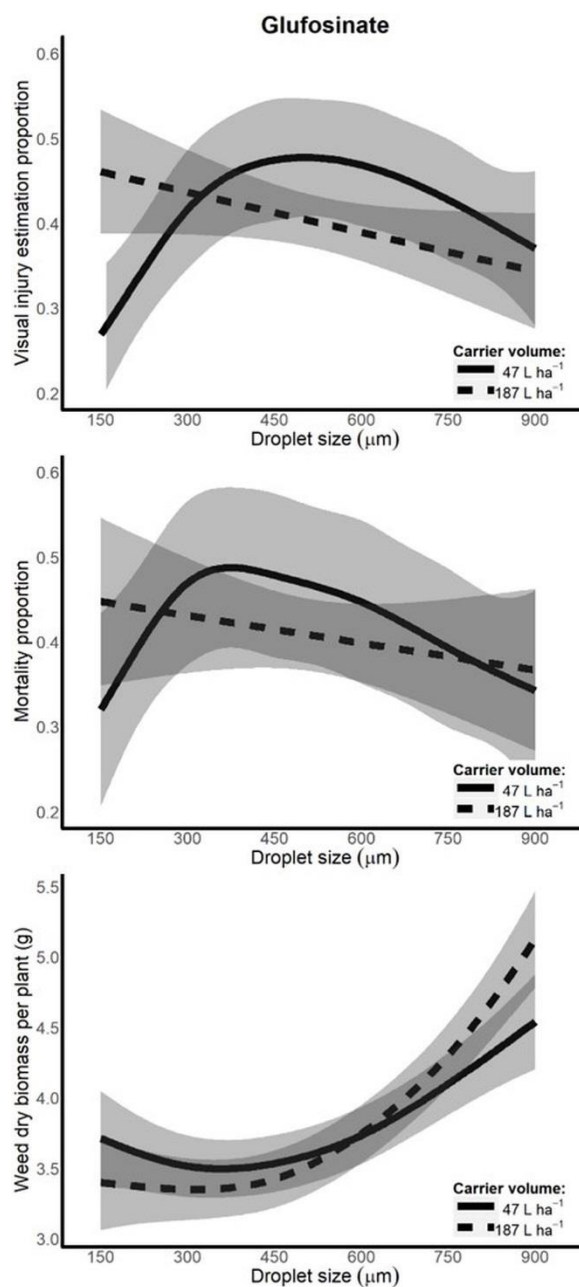 Glufosinate
Visual injury estimation proportion
0.6
0.5
0.4
0.3
0.2
Carrier volume:
47 L ha⁻¹
187 L ha⁻¹
150 300 450 600 750 900
Droplet size (μm)
Mortality proportion
0.6
0.5
0.4
0.3
0.2
Carrier volume:
47 L ha⁻¹
187 L ha⁻¹
150 300 450 600 750 900
Droplet size (μm)
Weed dry biomass per plant (g)
5.5
5.0
4.5
4.0
3.5
3.0
Carrier volume:
47 L ha⁻¹
187 L ha⁻¹
150 300 450 600 750 900
Droplet size (μm)